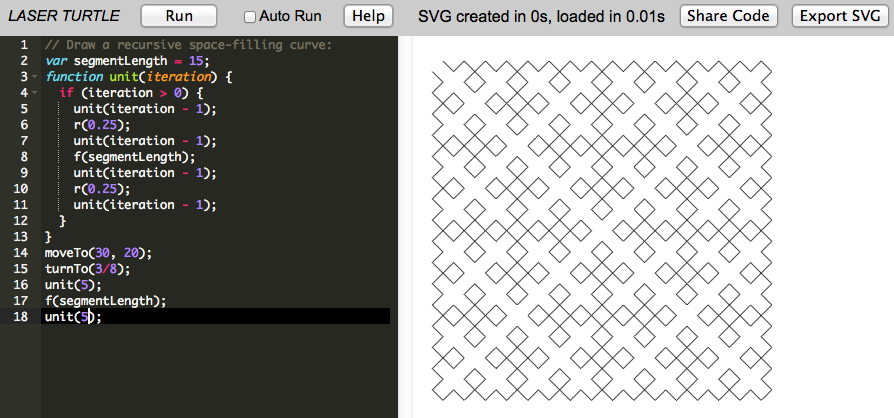 LASER TURTLE Run Auto Run Help SVG created in 0s, loaded in 0.01s Share Code Export SVG
1 // Draw a recursive space-filling curve:
2 var segmentLength = 15;
3 function unit(iteration) {
4 if (iteration > 0) {
5 unit(iteration - 1);
6 r(0.25);
7 unit(iteration - 1);
8 f(segmentLength);
9 unit(iteration - 1);
10 r(0.25);
11 unit(iteration - 1);
12 }
13 }
14 moveTo(30, 20);
15 turnTo(3/8);
16 unit(5);
17 f(segmentLength);
18 unit(5);